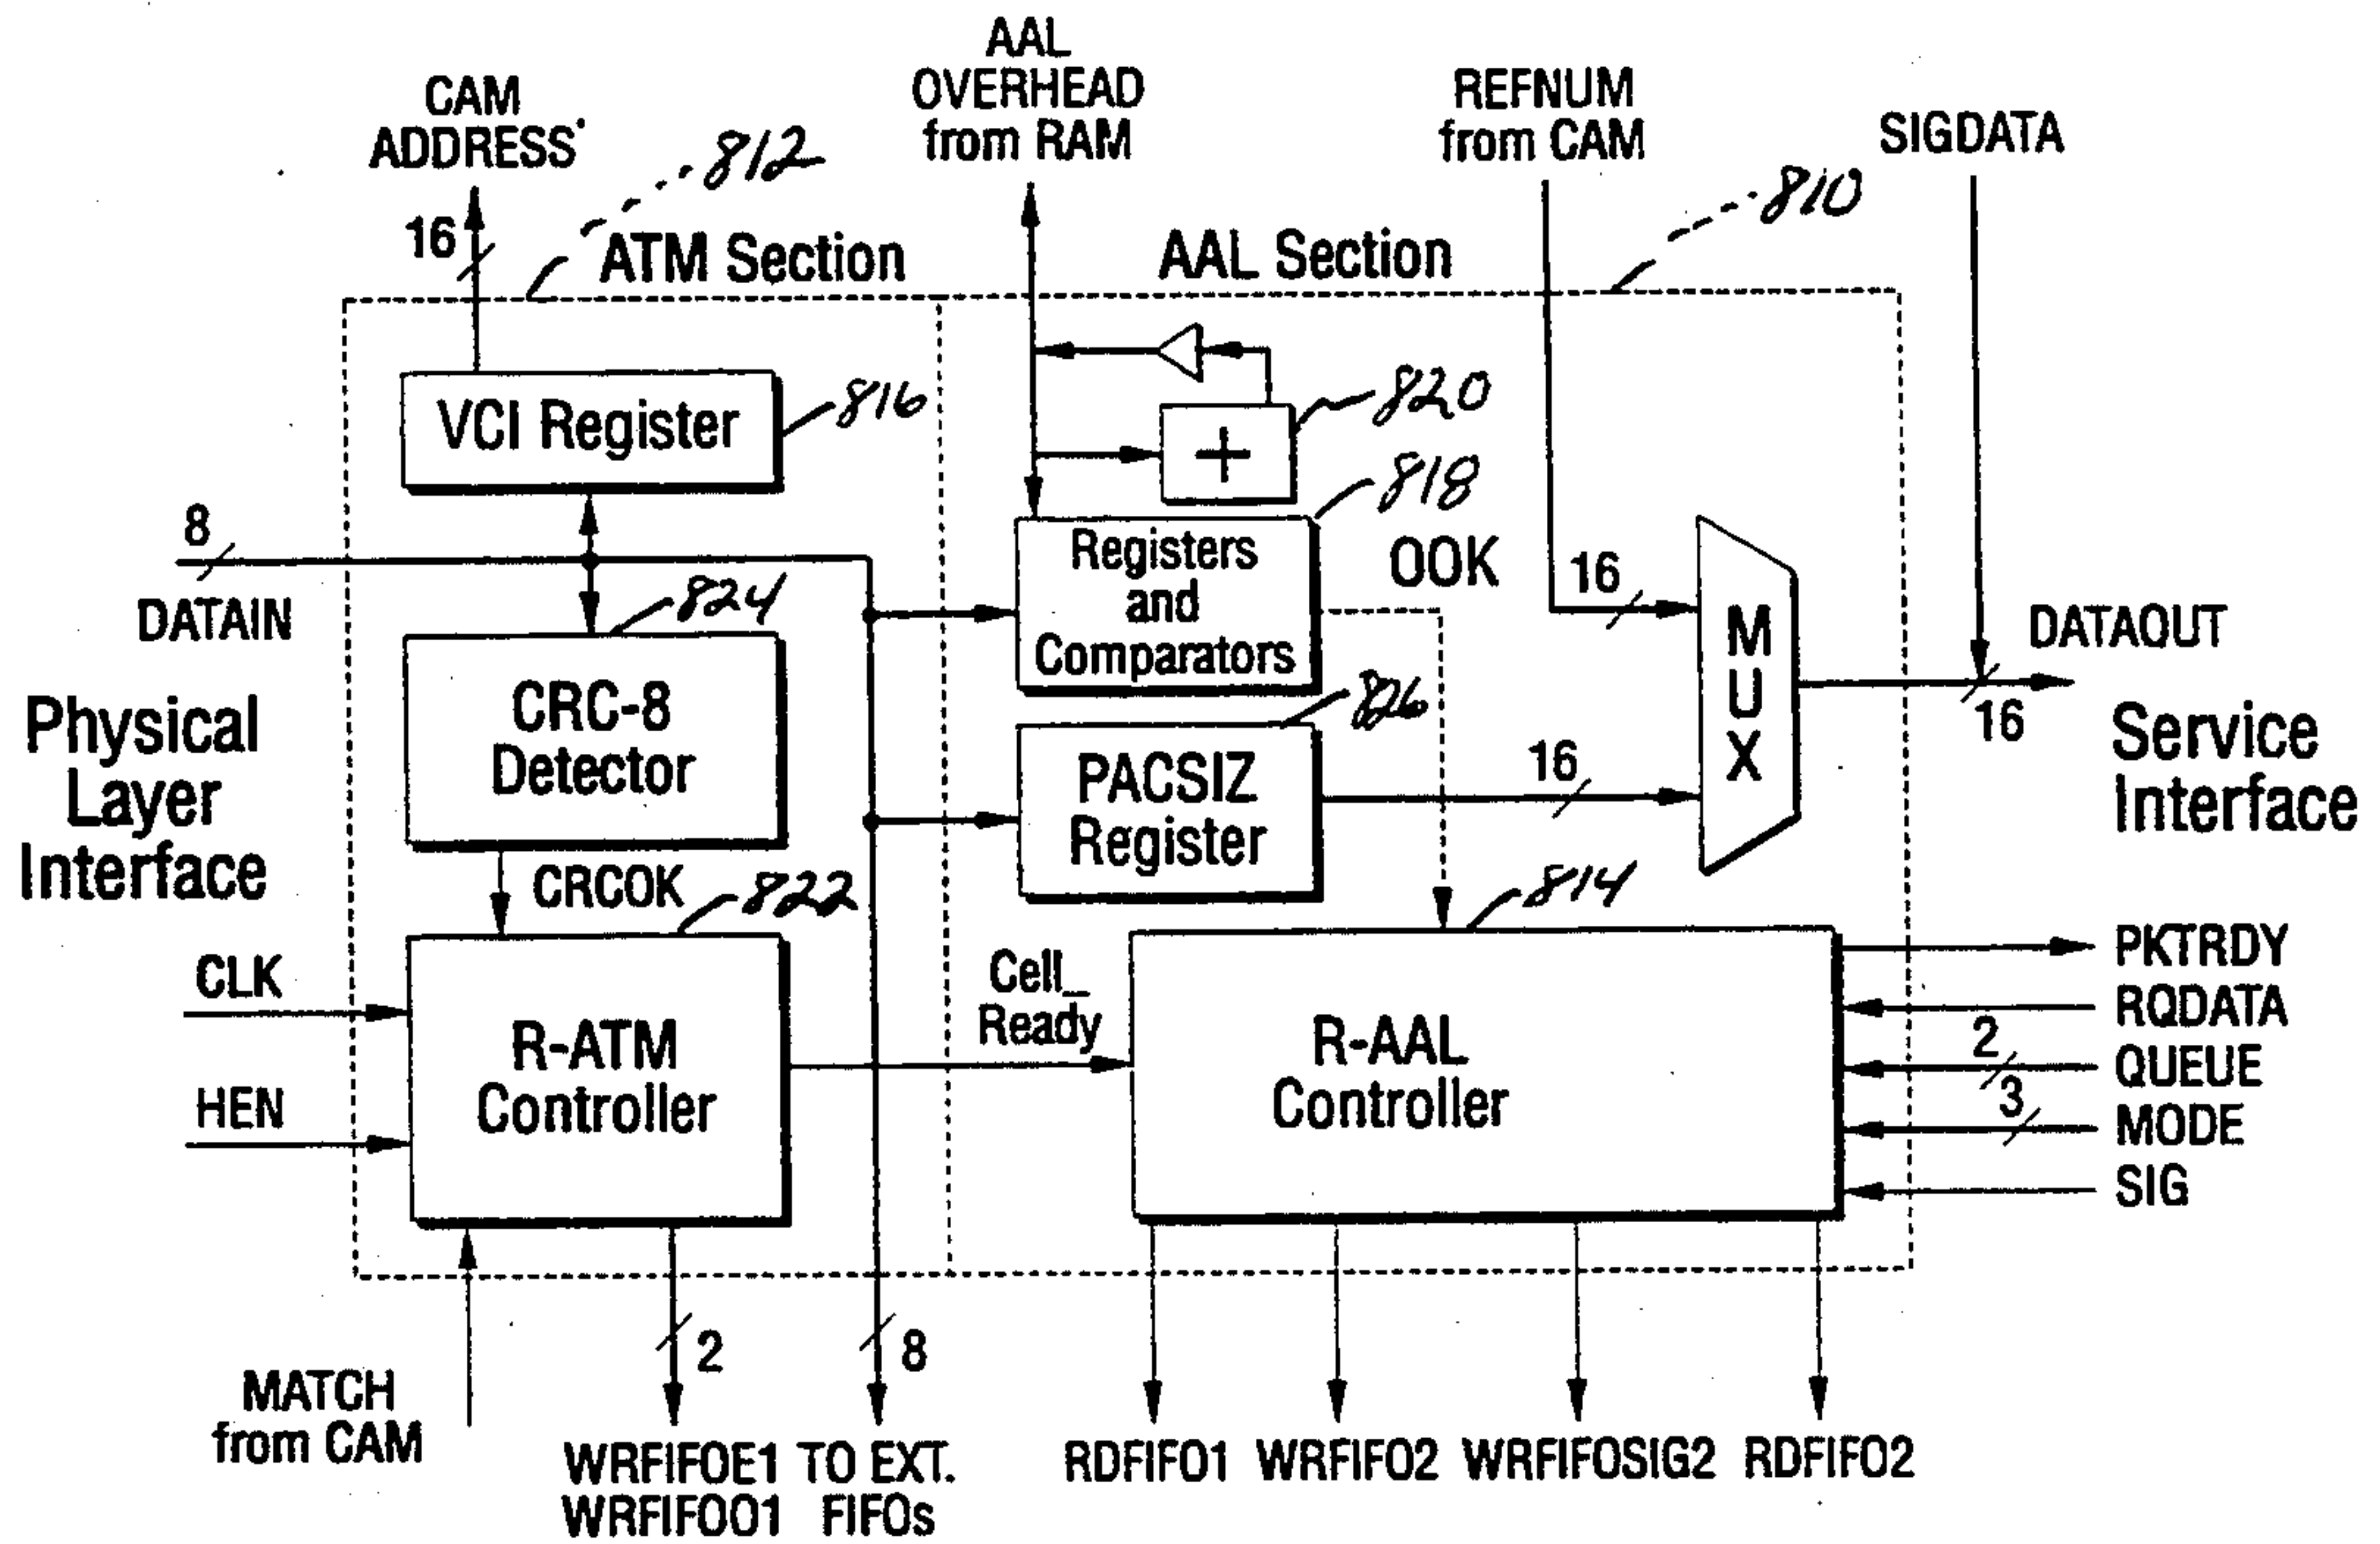 AAL
OVERHEAD
from RAM
CAM
ADDRESS
REFNUM
from CAM
SIGDATA
812
810
16
ATM Section
AAL Section
VCI Register
816
820
+
818
8
DATAIN
824
Registers
and
Comparators
OOK
16
MUX
DATAOUT
16
Physical
Layer
Interface
CRC-8
Detector
826
PACSIZ
Register
16
Service
Interface
CRCOK
822
814
CLK
HEN
R-ATM
Controller
Cell_
Ready
R-AAL
Controller
PKTRDY
RQDATA
2
QUEUE
3
MODE
SIG
2
8
MATCH
from CAM
WRFIFOE1
WRFIFOO1
TO EXT.
FIFOs
RDFIFO1
WRFIFO2
WRFIFOSIG2
RDFIFO2